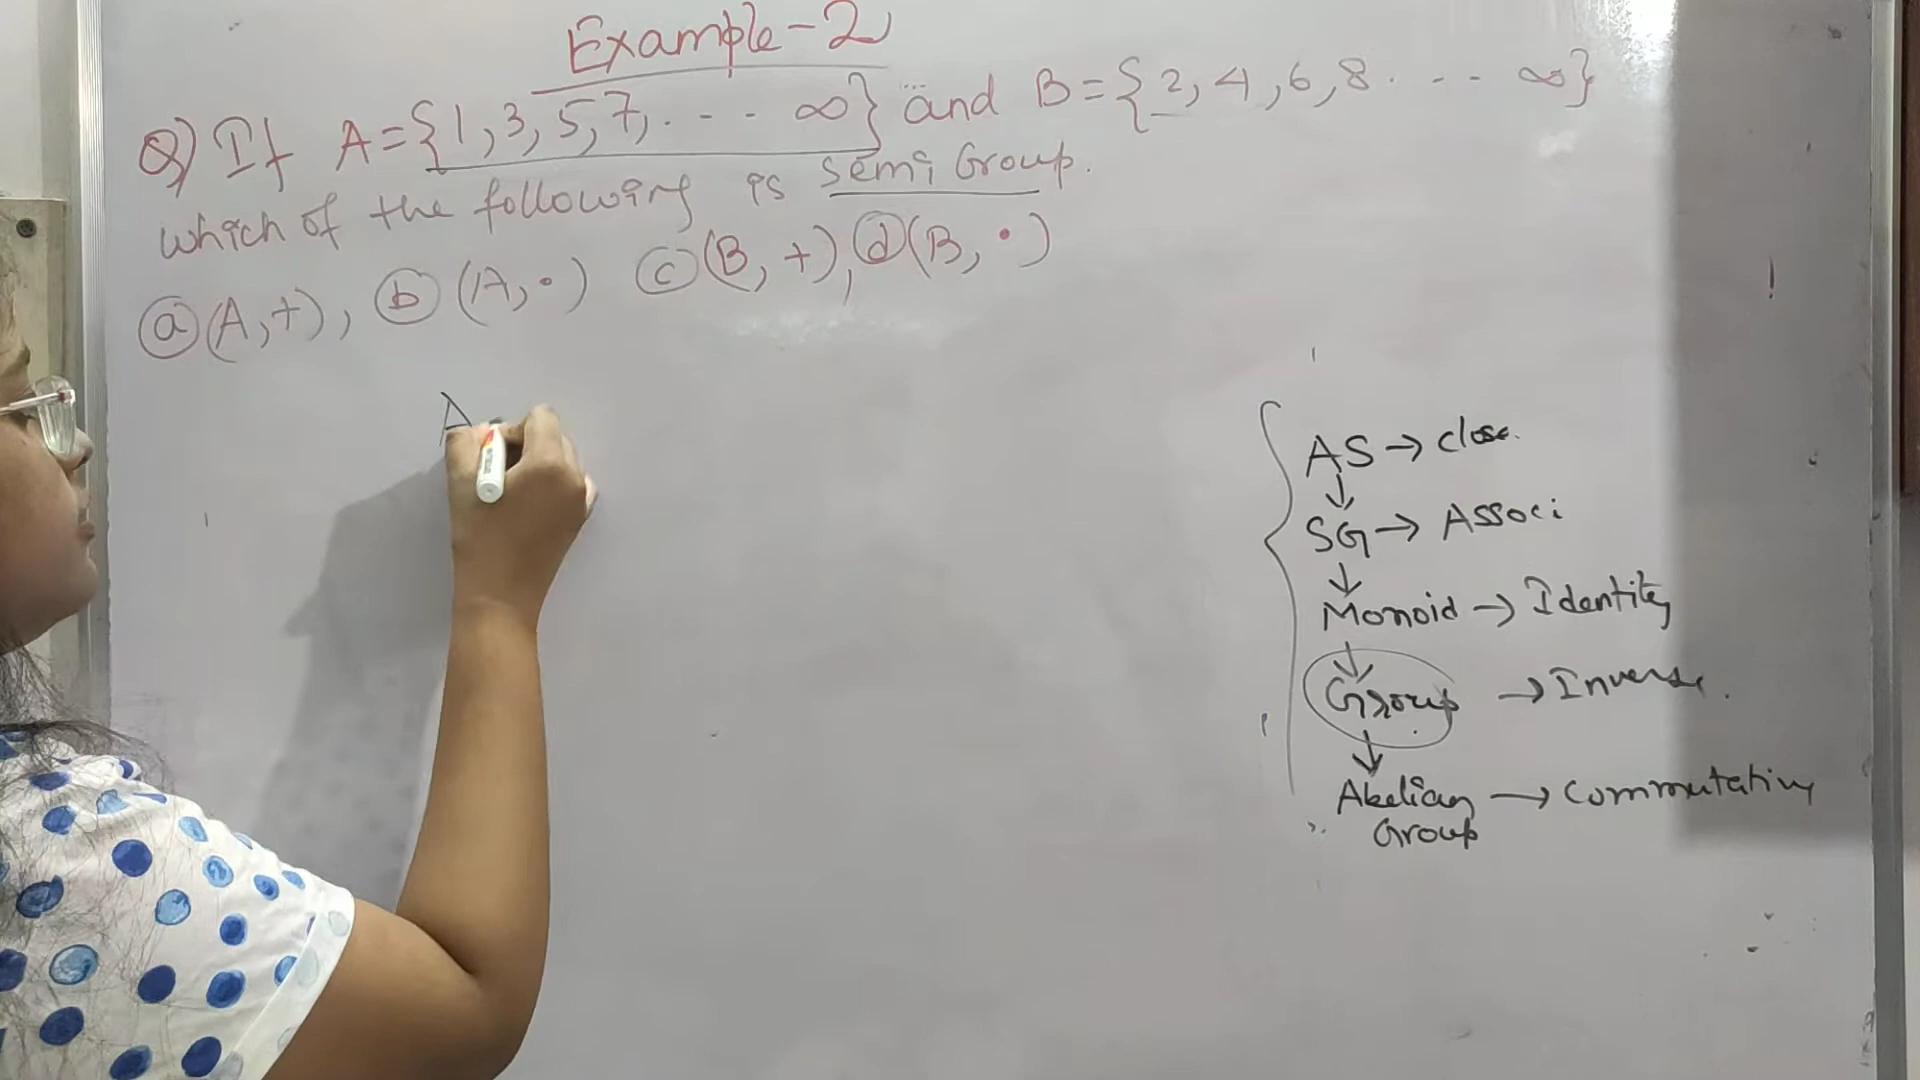 Example-2
Q) If A={1,3,5,7,.--- ∞} and B={2,4,6,8.--- ∞}
which of the following is semi Group.
ⓐ(A,+), ⓑ(A,•) ⓒ(B,+), ⓓ(B,•)
A
AS → close.
↓
SG → Associ
↓
Monoid → Identity
↓
Group → Inverse.
↓
Abelian → Commutative
Group